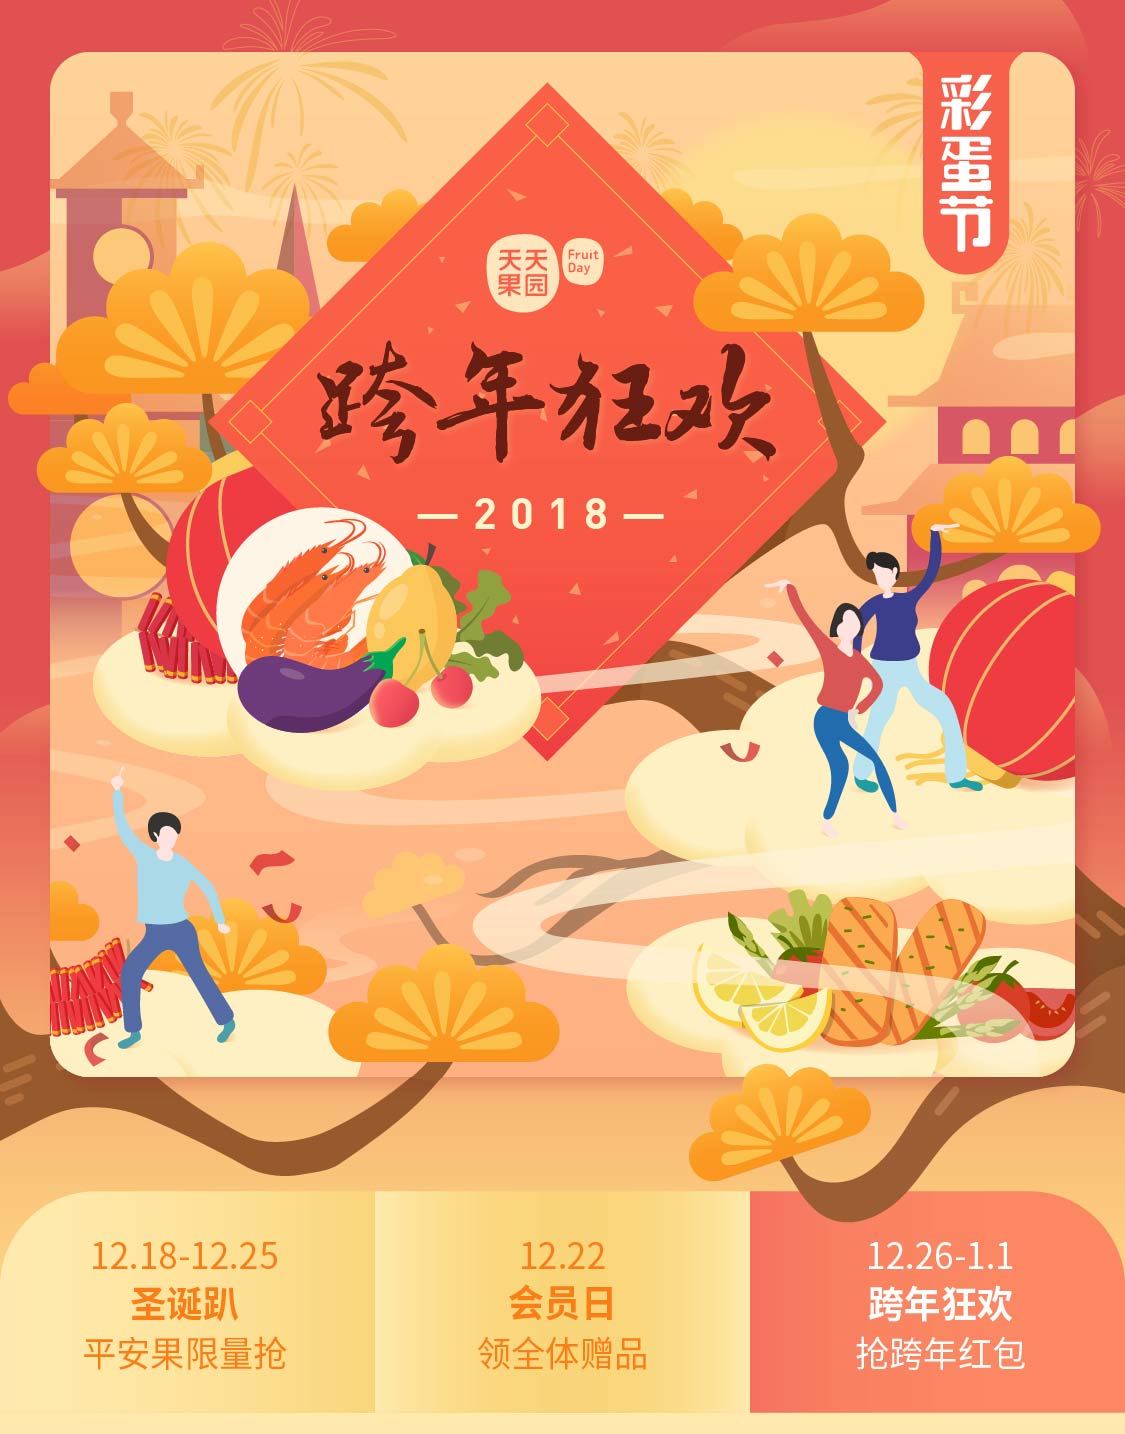 彩蛋节
天天
果园
Fruit
Day
跨年狂欢
— 2018 —
12.18-12.25
圣诞趴
平安果限量抢
12.22
会员日
领全体赠品
12.26-1.1
跨年狂欢
抢跨年红包